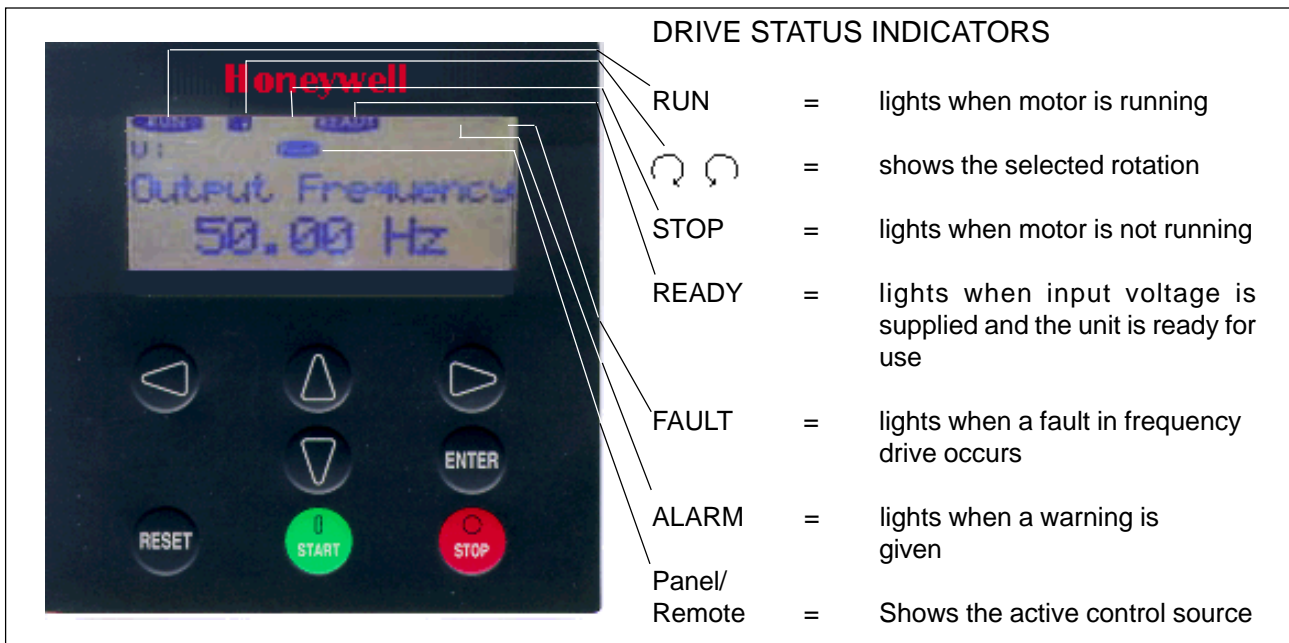 DRIVE STATUS INDICATORS
Honeywell
RUN READY
V:
Output Frequency
50.00 Hz
RESET
ENTER
START
STOP
RUN = lights when motor is running
= shows the selected rotation
STOP = lights when motor is not running
READY = lights when input voltage is
supplied and the unit is ready for
use
FAULT = lights when a fault in frequency
drive occurs
ALARM = lights when a warning is
given
Panel/
Remote = Shows the active control source